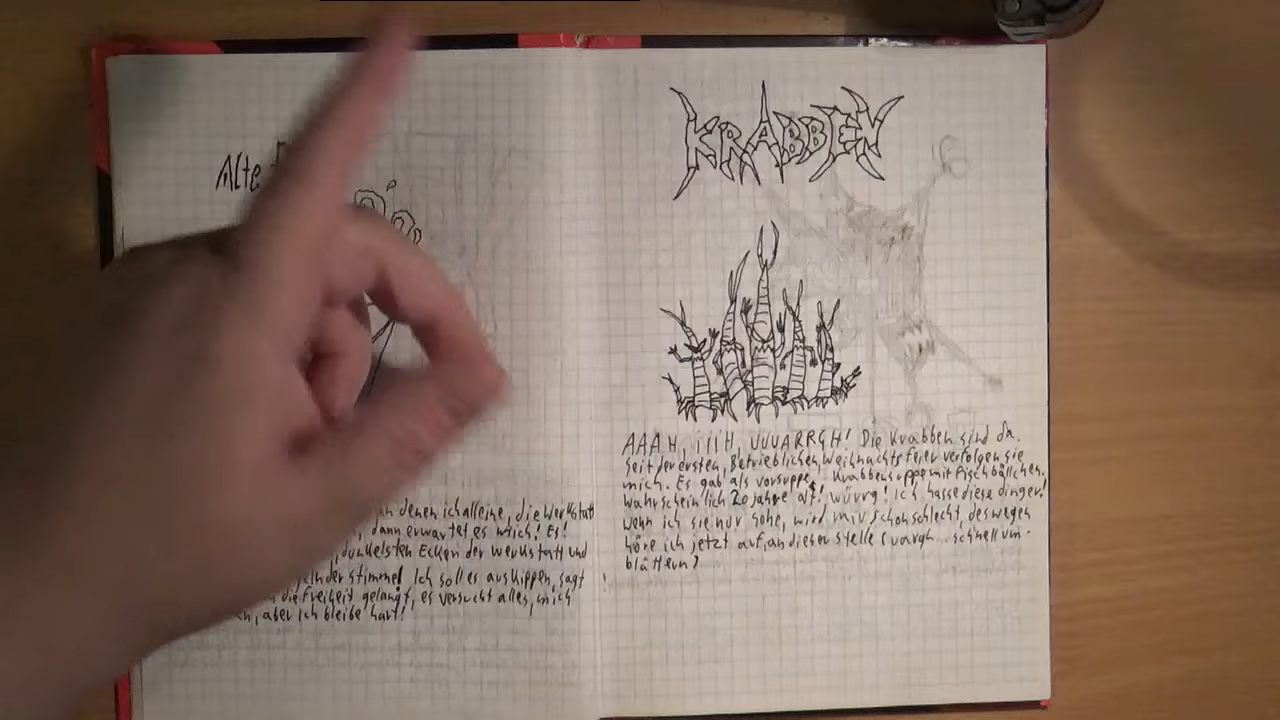 Alte
an denen ich alleine, die Werkstatt
, dann erwartet es mich! Es!
dunkelsten Ecken der Werkstatt und
elnder stimme! Ich soll es auskippen, sagt
die Freiheit gelangt, es versucht alles, mich
, aber ich bleibe hart!
KRABBEN
AAAH, IIIH, UUUARRGH! Die Krabben sind da.
Seit der ersten, Betrieblichen Weihnachtsfeier verfolgen sie
mich. Es gab als vorsuppe, Krabbensuppe mit Fischbällchen.
Wahrscheinlich 20 jahre alt! Würrg! Ich hasse diese dinger!
Wenn ich sie nur sehe, wird mir schon schlecht, deswegen
höre ich jetzt auf, an dieser stelle (uargh... schnell um-
blättern)